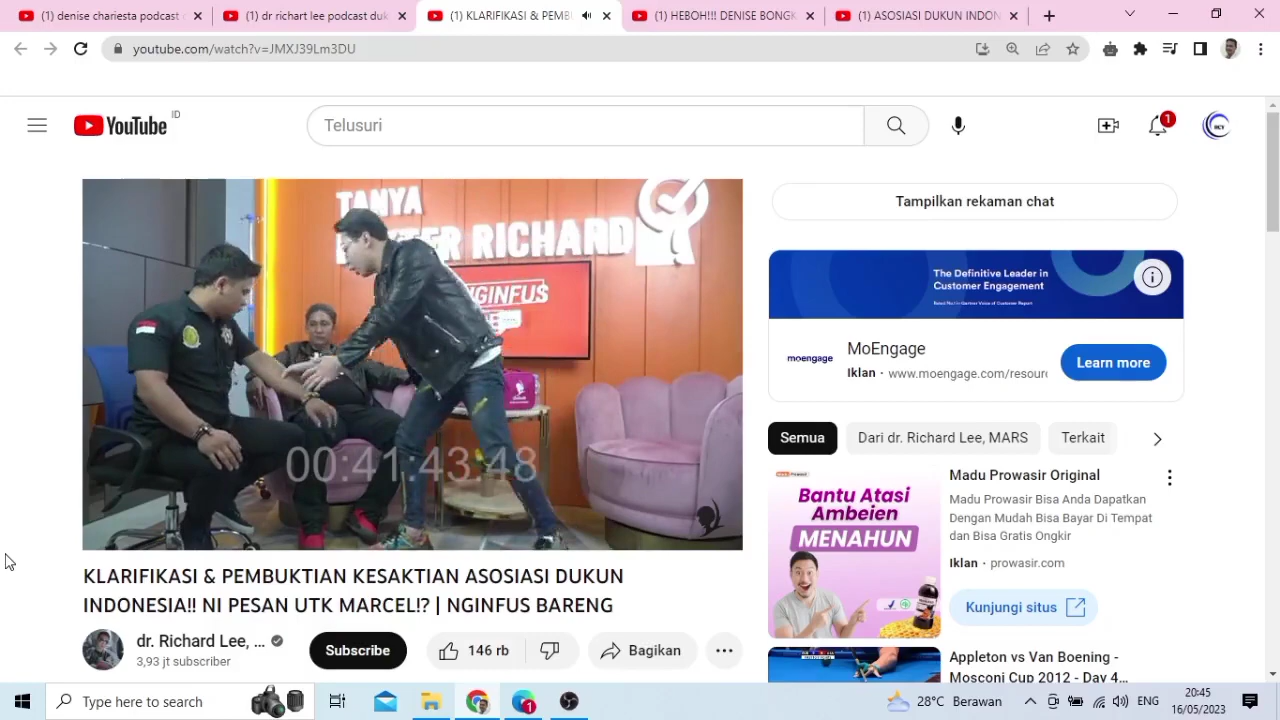 (1) denise chesta podcast
(1) dr richart lee podcast duk
(1) KLARIFIKASI & PEMBU
(1) HEBOH!!! DENISE BONGK
(1) ASOSIASI DUKUN INDON
youtube.com/watch?v=JMXJ39Lm3DU
YouTube ID
Telusuri
1
TANYA
RICHARD
NGINFUS
00:41:43.48
Tampilkan rekaman chat
The Definitive Leader in
Customer Engagement
MoEngage
moengage
Iklan · www.moengage.com/resour
Learn more
Semua
Dari dr. Richard Lee, MARS
Terkait
Bantu Atasi
Ambeien
MENAHUN
Madu Prowasir Original
Madu Prowasir Bisa Anda Dapatkan
Dengan Mudah Bisa Bayar Di Tempat
dan Bisa Gratis Ongkir
Iklan · prowasir.com
Kunjungi situs
KLARIFIKASI & PEMBUKTIAN KESAKTIAN ASOSIASI DUKUN
INDONESIA!! NI PESAN UTK MARCEL!? | NGINFUS BARENG
dr. Richard Lee, ...
3,93 jt subscriber
Subscribe
146 rb
Bagikan
Appleton vs Van Boening -
Mosconi Cup 2012 - Day 4...
Type here to search
1
28°C Berawan
ENG
20:45
16/05/2023